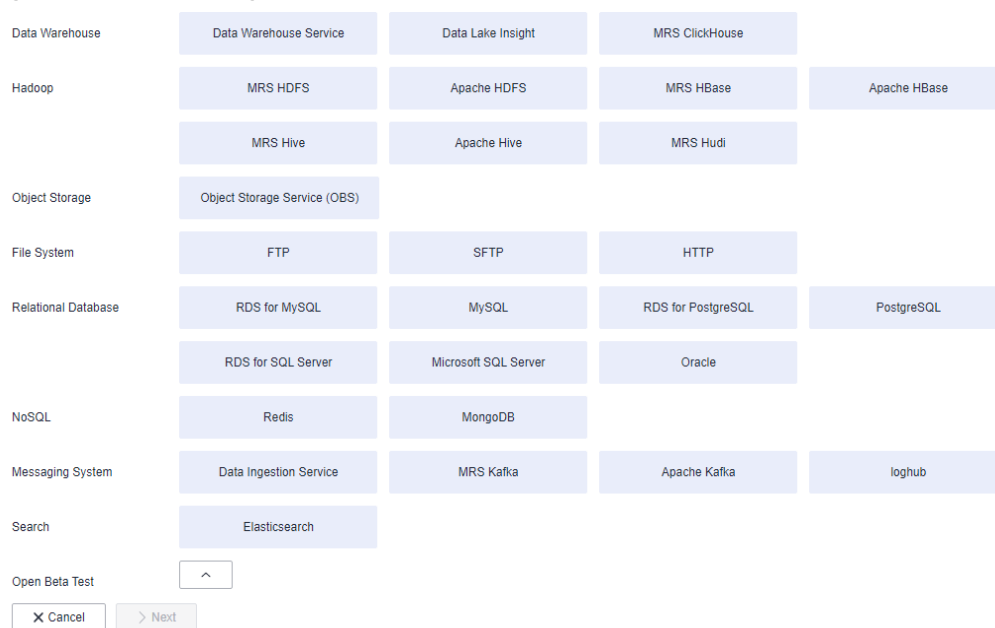 Data Warehouse Data Warehouse Service Data Lake Insight MRS ClickHouse
Hadoop MRS HDFS Apache HDFS MRS HBase Apache HBase
MRS Hive Apache Hive MRS Hudi
Object Storage Object Storage Service (OBS)
File System FTP SFTP HTTP
Relational Database RDS for MySQL MySQL RDS for PostgreSQL PostgreSQL
RDS for SQL Server Microsoft SQL Server Oracle
NoSQL Redis MongoDB
Messaging System Data Ingestion Service MRS Kafka Apache Kafka loghub
Search Elasticsearch
Open Beta Test
Cancel Next